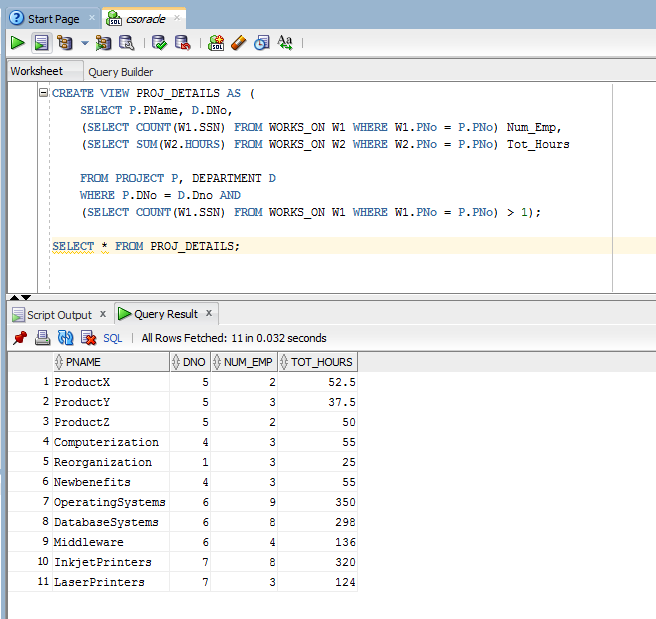 Start Page × csoracle ×
SQL
Worksheet Query Builder
CREATE VIEW PROJ_DETAILS AS (
SELECT P.PName, D.DNo,
(SELECT COUNT(W1.SSN) FROM WORKS_ON W1 WHERE W1.PNo = P.PNo) Num_Emp,
(SELECT SUM(W2.HOURS) FROM WORKS_ON W2 WHERE W2.PNo = P.PNo) Tot_Hours
FROM PROJECT P, DEPARTMENT D
WHERE P.DNo = D.Dno AND
(SELECT COUNT(W1.SSN) FROM WORKS_ON W1 WHERE W1.PNo = P.PNo) > 1);
SELECT * FROM PROJ_DETAILS;
Script Output × Query Result ×
SQL | All Rows Fetched: 11 in 0.032 seconds
PNAME DNO NUM_EMP TOT_HOURS
1 ProductX 5 2 52.5
2 ProductY 5 3 37.5
3 ProductZ 5 2 50
4 Computerization 4 3 55
5 Reorganization 1 3 25
6 Newbenefits 4 3 55
7 OperatingSystems 6 9 350
8 DatabaseSystems 6 8 298
9 Middleware 6 4 136
10 InkjetPrinters 7 8 320
11 LaserPrinters 7 3 124